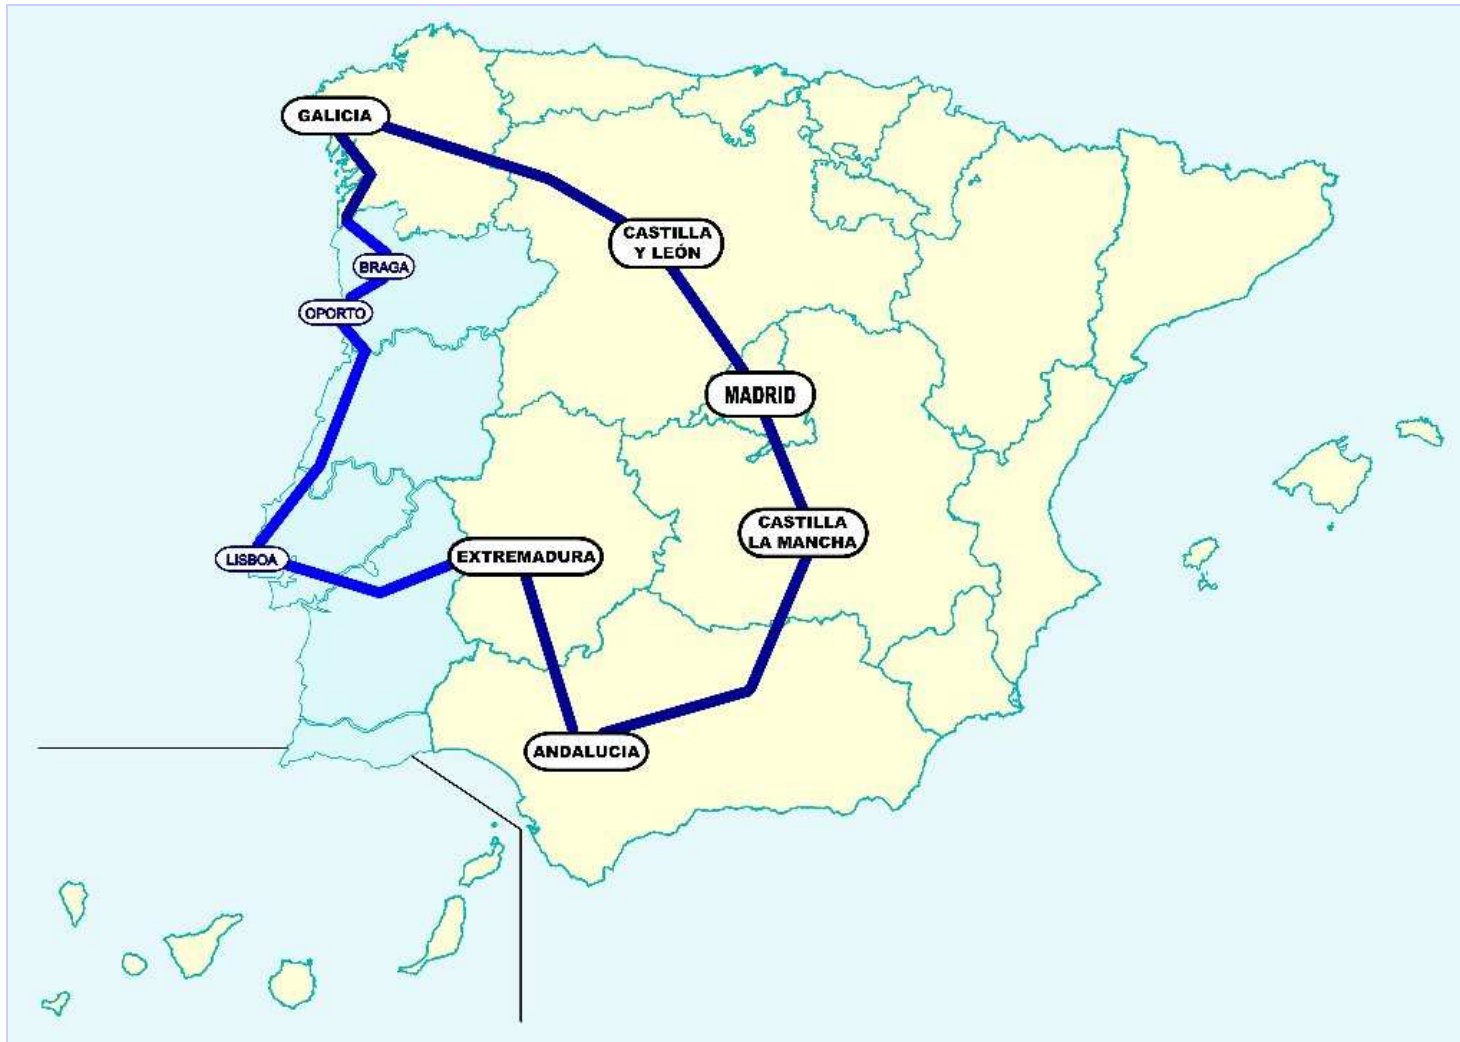 GALICIA
CASTILLA
Y LEÓN
BRAGA
OPORTO
MADRID
CASTILLA
LA MANCHA
LISBOA
EXTREMADURA
ANDALUCIA